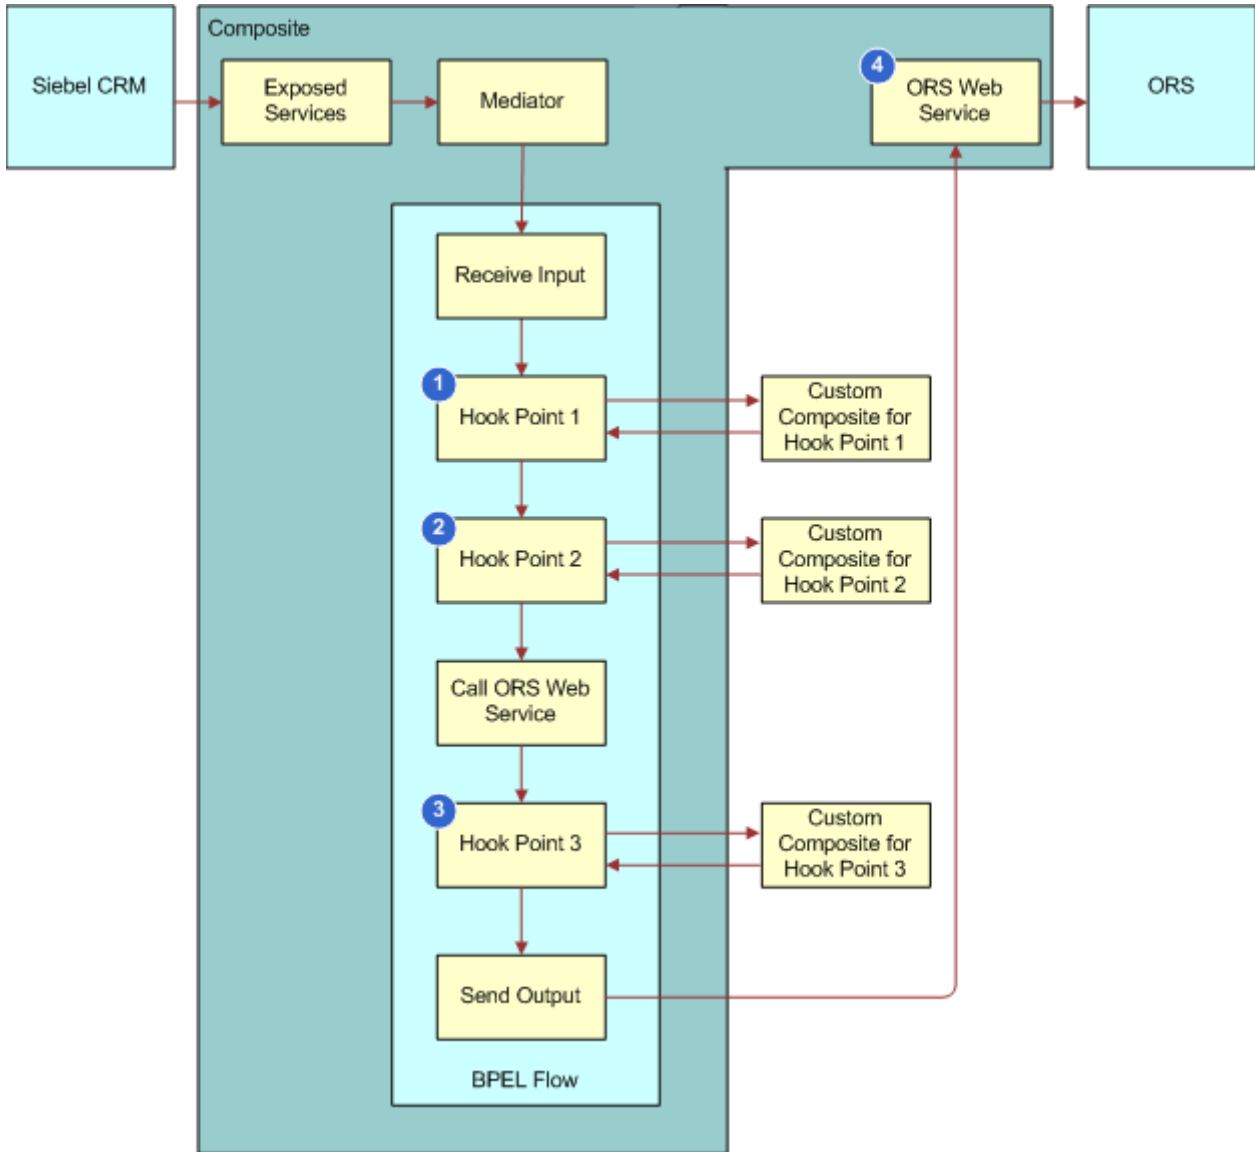 Composite
Siebel CRM
Exposed
Services
Mediator
4
ORS Web
Service
ORS
Receive Input
1
Hook Point 1
Custom
Composite for
Hook Point 1
2
Hook Point 2
Custom
Composite for
Hook Point 2
Call ORS Web
Service
3
Hook Point 3
Custom
Composite for
Hook Point 3
Send Output
BPEL Flow